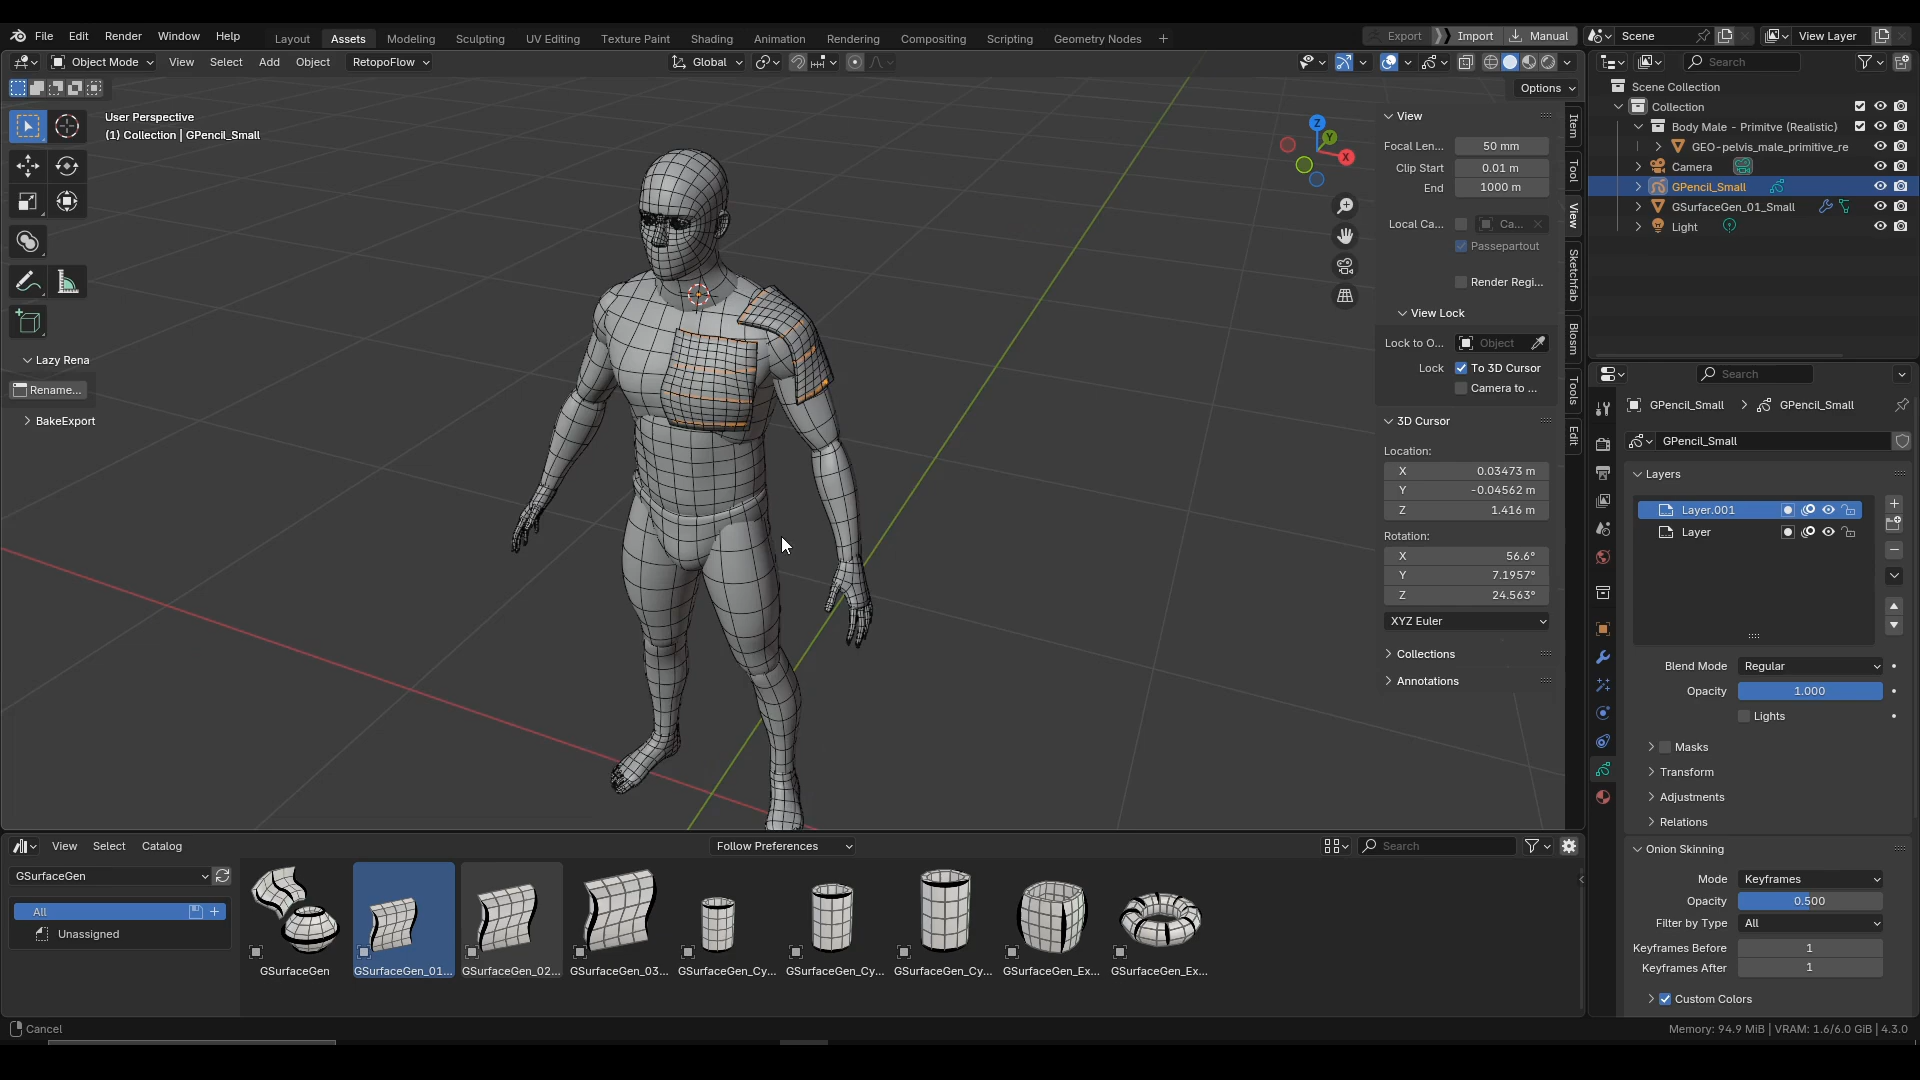 File Edit Render Window Help Layout Assets Modeling Sculpting UV Editing Texture Paint Shading Animation Rendering Compositing Scripting Geometry Nodes + Export Import Manual Scene View Layer
Object Mode View Select Add Object RetopoFlow Global Search
Options
User Perspective
(1) Collection | GPencil_Small
Z
Y
X
Lazy Rena
Rename...
BakeExport
View
Focal Len... 50 mm
Clip Start 0.01 m
End 1000 m
Local Ca... Ca...
Passepartout
Render Regi...
View Lock
Lock to O... Object
Lock To 3D Cursor
Camera to ...
3D Cursor
Location:
X 0.03473 m
Y -0.04562 m
Z 1.416 m
Rotation:
X 56.6°
Y 7.1957°
Z 24.563°
XYZ Euler
Collections
Annotations
Item
Tool
View
Sketchfab
Blosm
Tools
Edit
Scene Collection
Collection
Body Male - Primitve (Realistic)
GEO-pelvis_male_primitive_re
Camera
GPencil_Small
GSurfaceGen_01_Small
Light
Search
GPencil_Small > GPencil_Small
GPencil_Small
Layers
Layer.001
Layer
Blend Mode Regular
Opacity 1.000
Lights
Masks
Transform
Adjustments
Relations
Onion Skinning
Mode Keyframes
Opacity 0.500
Filter by Type All
Keyframes Before 1
Keyframes After 1
Custom Colors
View Select Catalog Follow Preferences Search
GSurfaceGen
All
Unassigned
GSurfaceGen GSurfaceGen_01... GSurfaceGen_02... GSurfaceGen_03... GSurfaceGen_Cy... GSurfaceGen_Cy... GSurfaceGen_Cy... GSurfaceGen_Ex... GSurfaceGen_Ex...
Cancel Memory: 94.9 MiB | VRAM: 1.6/6.0 GiB | 4.3.0